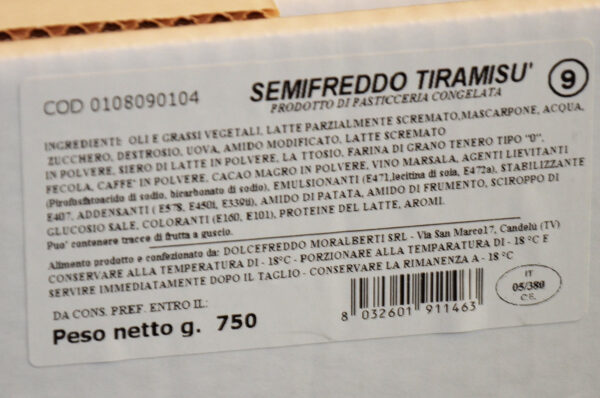 COD 0108090104
SEMIFREDDO TIRAMISU'
9
PRODOTTO DI PASTICCERIA CONGELATA
INGREDIENTI: OLI E GRASSI VEGETALI, LATTE PARZIALMENTE SCREMATO,MASCARPONE, ACQUA,
ZUCCHERO, DESTROSIO, UOVA, AMIDO MODIFICATO, LATTE SCREMATO
IN POLVERE, SIERO DI LATTE IN POLVERE, LA TTOSIO, FARINA DI GRANO TENERO TIPO "0",
FECOLA, CAFFE' IN POLVERE, CACAO MAGRO IN POLVERE, VINO MARSALA, AGENTI LIEVITANTI
(Pirofosfatoacido di sodio, bicarbonato di sodio), EMULSIONANTI (E471,lecitina di soia, E472a), STABILIZZANTE
E407, ADDENSANTI ( E578, E450i, E339ii), AMIDO DI PATATA, AMIDO DI FRUMENTO, SCIROPPO DI
GLUCOSIO SALE, COLORANTI (E160, E101), PROTEINE DEL LATTE, AROMI.
Puo' contenere tracce di frutta a guscio.
Alimento prodotto e confezionato da: DOLCEFREDDO MORALBERTI SRL - Via San Marco17, Candelù (TV)
CONSERVARE ALLA TEMPERATURA DI - 18°C - PORZIONARE ALLA TEMPARATURA DI - 18 °C E
SERVIRE IMMEDIATAMENTE DOPO IL TAGLIO - CONSERVARE LA RIMANENZA A - 18 °C
DA CONS. PREF. ENTRO IL:
Peso netto g. 750
8 032601 911463
IT
05/380
CE.